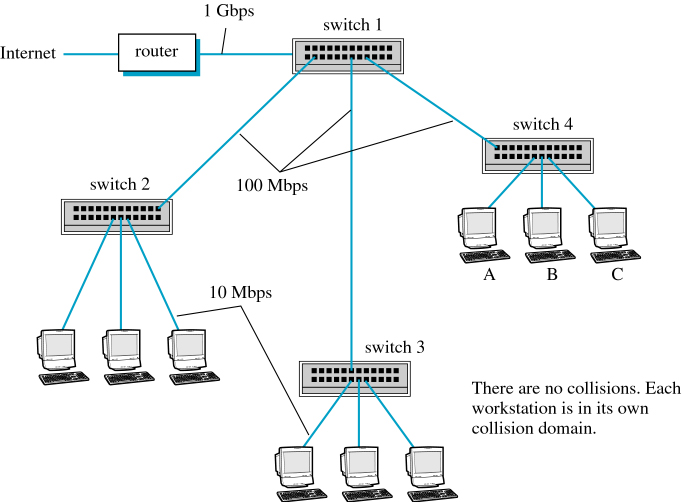 1 Gbps
switch 1
Internet
router
switch 4
100 Mbps
switch 2
A
B
C
10 Mbps
switch 3
There are no collisions. Each
workstation is in its own
collision domain.